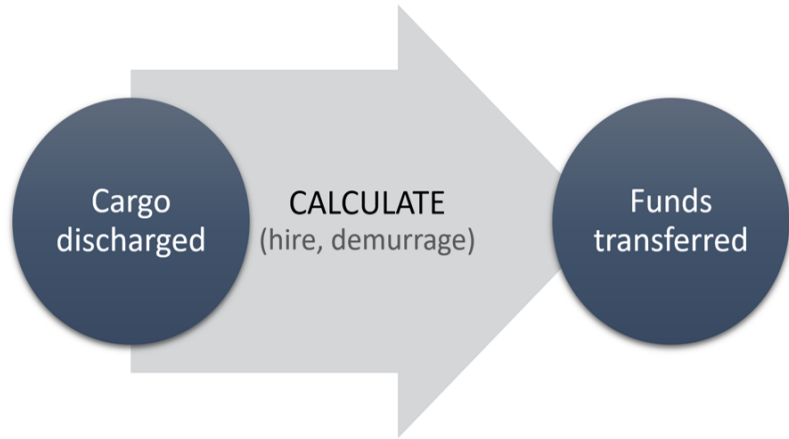 Cargo
discharged
CALCULATE
(hire, demurrage)
Funds
transferred